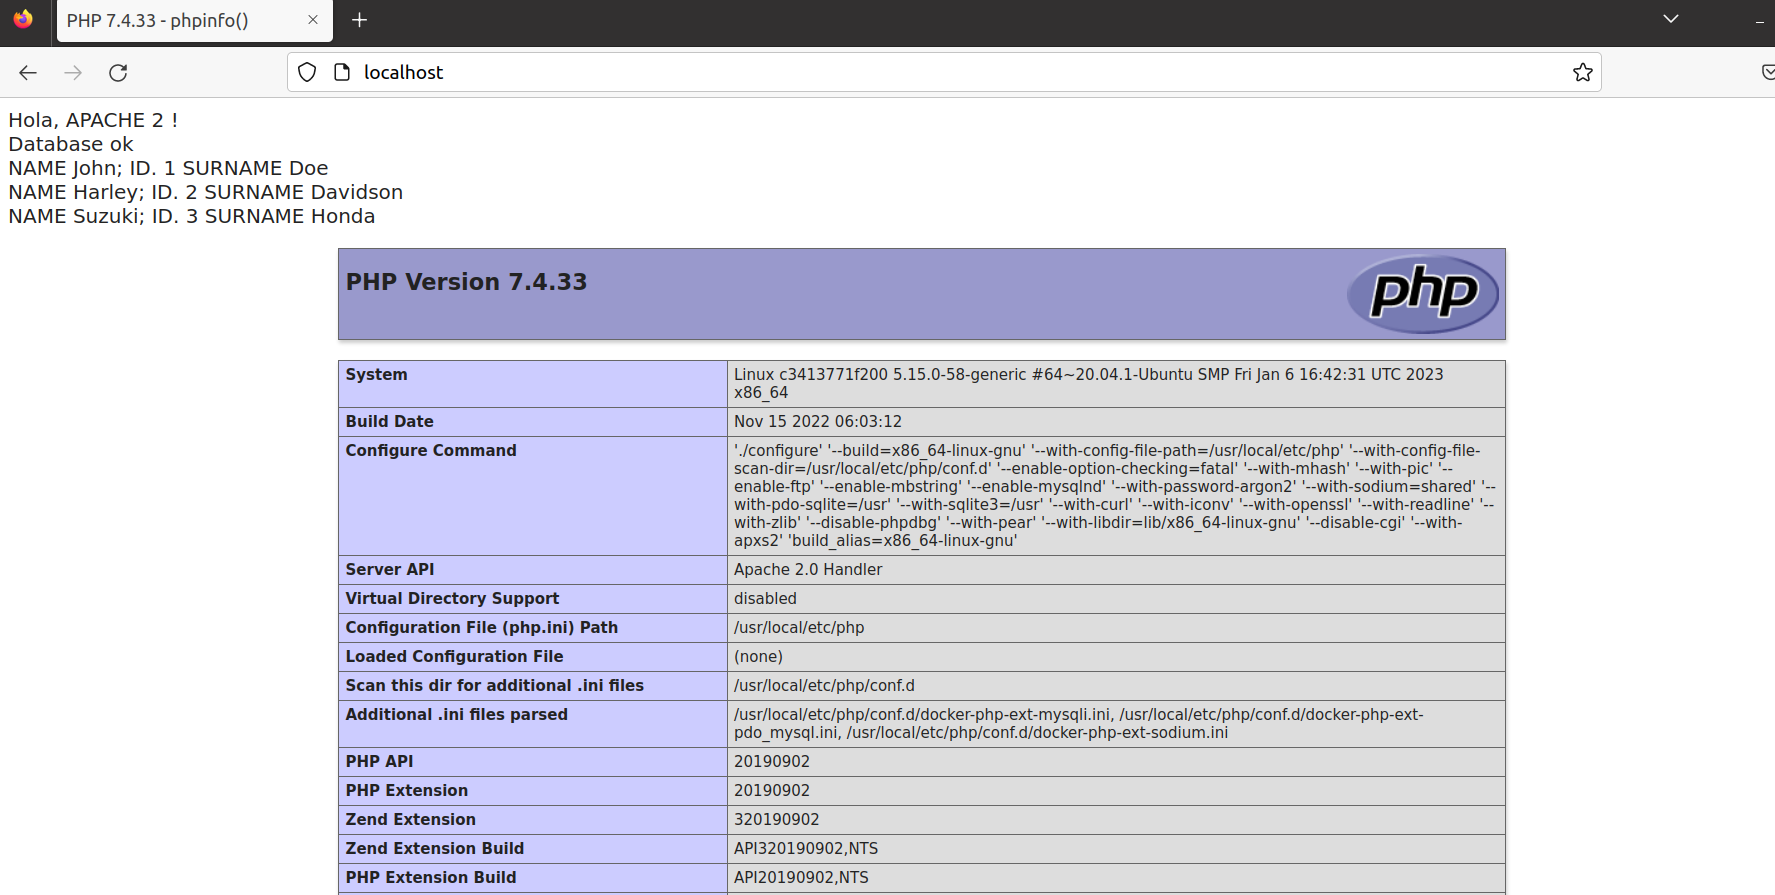 PHP 7.4.33 - phpinfo()
localhost
Hola, APACHE 2 !
Database ok
NAME John; ID. 1 SURNAME Doe
NAME Harley; ID. 2 SURNAME Davidson
NAME Suzuki; ID. 3 SURNAME Honda
PHP Version 7.4.33
php
System
Linux c3413771f200 5.15.0-58-generic #64~20.04.1-Ubuntu SMP Fri Jan 6 16:42:31 UTC 2023
x86_64
Build Date
Nov 15 2022 06:03:12
Configure Command
'./configure' '--build=x86_64-linux-gnu' '--with-config-file-path=/usr/local/etc/php' '--with-config-file-
scan-dir=/usr/local/etc/php/conf.d' '--enable-option-checking=fatal' '--with-mhash' '--with-pic' '--
enable-ftp' '--enable-mbstring' '--enable-mysqlnd' '--with-password-argon2' '--with-sodium=shared' '--
with-pdo-sqlite=/usr' '--with-sqlite3=/usr' '--with-curl' '--with-iconv' '--with-openssl' '--with-readline' '--
with-zlib' '--disable-phpdbg' '--with-pear' '--with-libdir=lib/x86_64-linux-gnu' '--disable-cgi' '--with-
apxs2' 'build_alias=x86_64-linux-gnu'
Server API
Apache 2.0 Handler
Virtual Directory Support
disabled
Configuration File (php.ini) Path
/usr/local/etc/php
Loaded Configuration File
(none)
Scan this dir for additional .ini files
/usr/local/etc/php/conf.d
Additional .ini files parsed
/usr/local/etc/php/conf.d/docker-php-ext-mysqli.ini, /usr/local/etc/php/conf.d/docker-php-ext-
pdo_mysql.ini, /usr/local/etc/php/conf.d/docker-php-ext-sodium.ini
PHP API
20190902
PHP Extension
20190902
Zend Extension
320190902
Zend Extension Build
API320190902,NTS
PHP Extension Build
API20190902,NTS